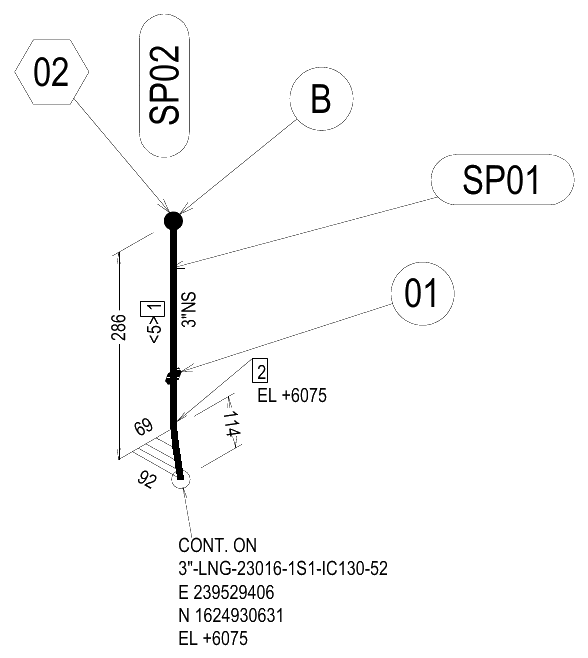 02
SP02
B
SP01
01
286
<5>
1
3"NS
2
EL +6075
69
114
92
CONT. ON
3"-LNG-23016-1S1-IC130-52
E 239529406
N 1624930631
EL +6075